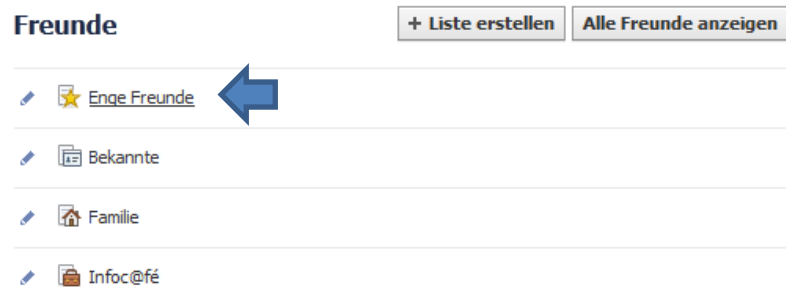 Freunde
+ Liste erstellen
Alle Freunde anzeigen
Enge Freunde
Bekannte
Familie
Infoc@fé